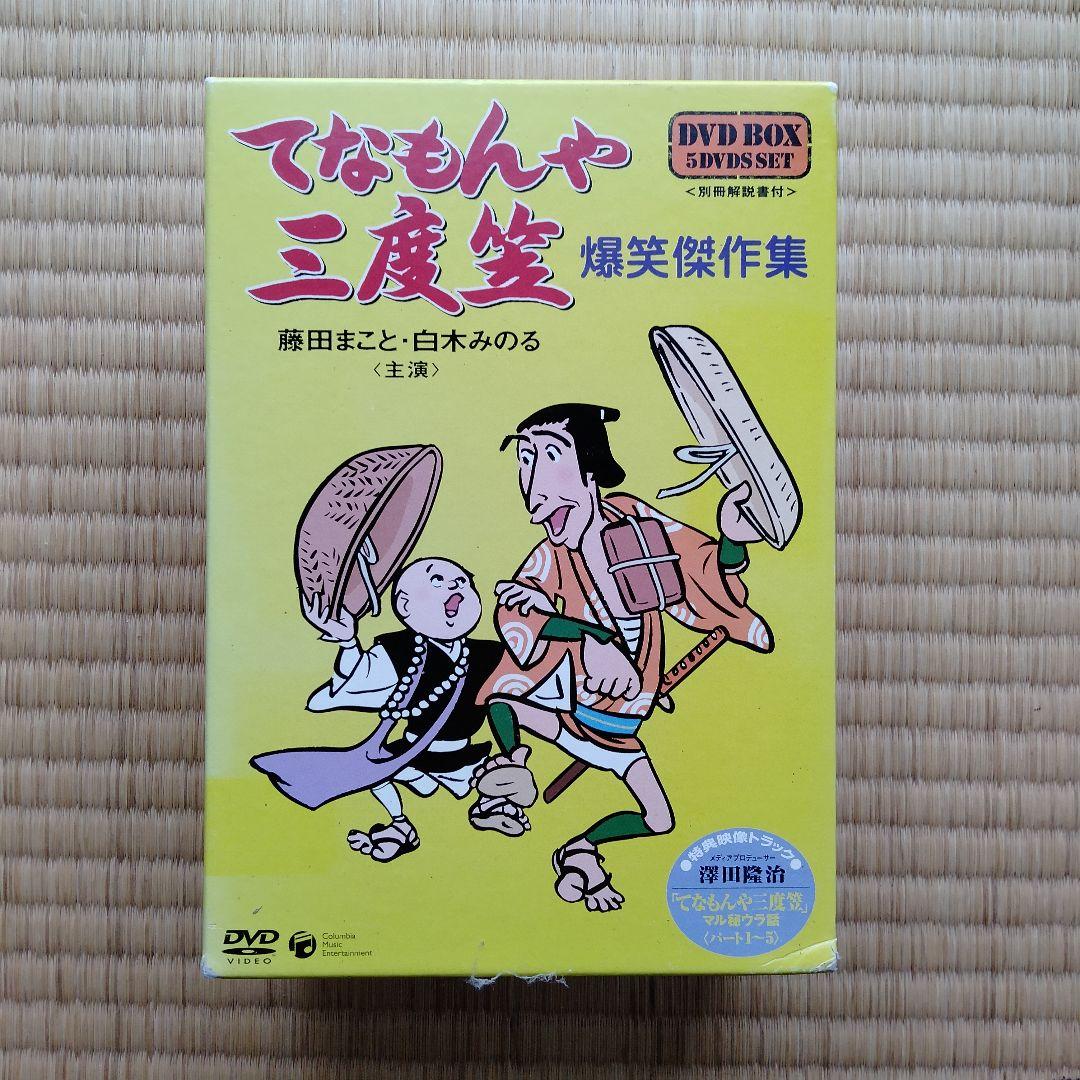 てなもんや
三度笠
爆笑傑作集
DVD BOX
5DVDS SET
<別冊解説書付>
藤田まこと・白木みのる
〈主演〉
●特典映像トラック●
メディアプロデューサー
澤田隆治
「てなもんや三度笠」
マル秘ウラ話
〈パート1〜5〉
DVD
VIDEO
Columbia
Music
Entertainment